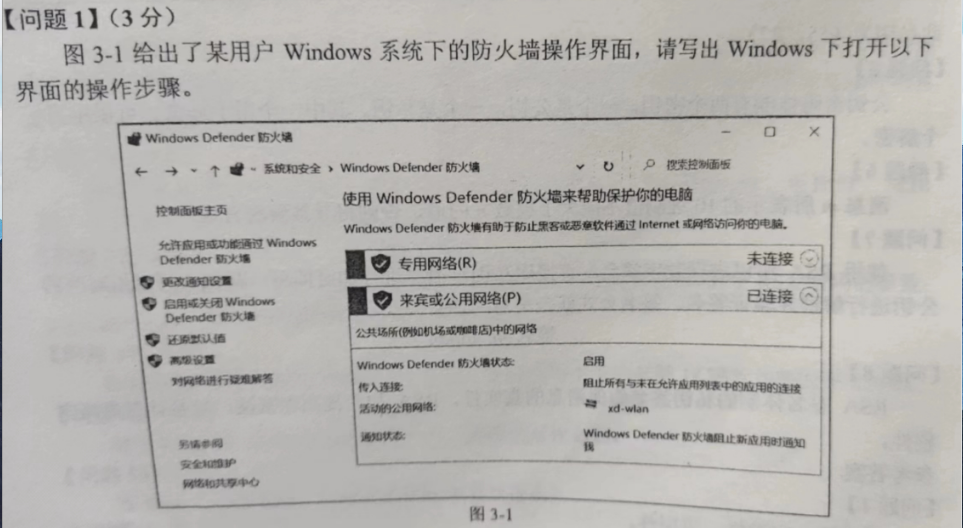 【问题 1】(3 分)
图 3-1 给出了某用户 Windows 系统下的防火墙操作界面，请写出 Windows 下打开以下
界面的操作步骤。
Windows Defender 防火墙
系统和安全 › Windows Defender 防火墙
搜索控制面板
控制面板主页
允许应用或功能通过 Windows
Defender 防火墙
更改通知设置
启用或关闭 Windows
Defender 防火墙
还原默认值
高级设置
对网络进行疑难解答
另请参阅
安全和维护
网络和共享中心
使用 Windows Defender 防火墙来帮助保护你的电脑
Windows Defender 防火墙有助于防止黑客或恶意软件通过 Internet 或网络访问你的电脑。
专用网络(R) 未连接
来宾或公用网络(P) 已连接
公共场所(例如机场或咖啡店)中的网络
Windows Defender 防火墙状态: 启用
传入连接: 阻止所有与未在允许应用列表中的应用的连接
活动的公用网络: xd-wlan
通知状态: Windows Defender 防火墙阻止新应用时通知
我
图 3-1